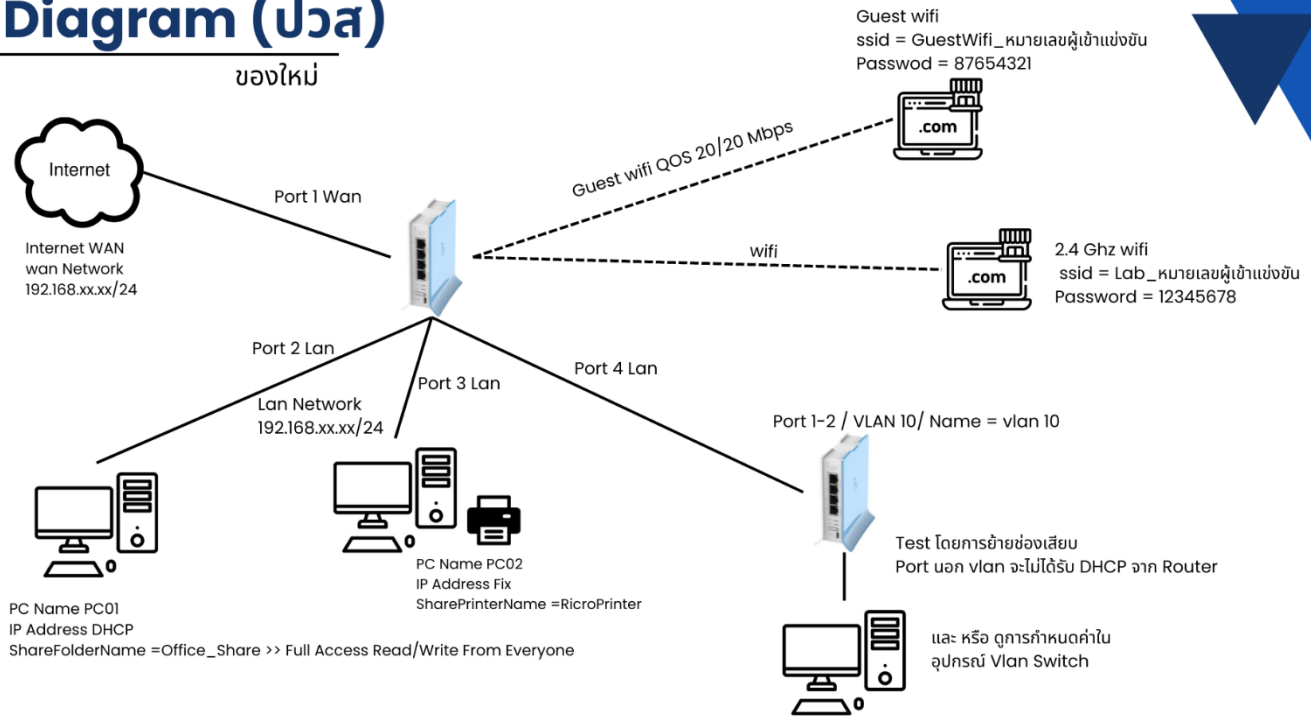 Diagram (ปวส)
ของใหม่
Guest wifi
ssid = GuestWifi_หมายเลขผู้เข้าแข่งขัน
Passwod = 87654321
.com
Internet
Port 1 Wan
Guest wifi QOS 20/20 Mbps
Internet WAN
wan Network
192.168.xx.xx/24
wifi
.com
2.4 Ghz wifi
ssid = Lab_หมายเลขผู้เข้าแข่งขัน
Password = 12345678
Port 2 Lan
Port 3 Lan
Port 4 Lan
Lan Network
192.168.xx.xx/24
Port 1-2 / VLAN 10/ Name = vlan 10
PC Name PC02
IP Address Fix
SharePrinterName =RicroPrinter
Test โดยการย้ายช่องเสียบ
Port นอก vlan จะไม่ได้รับ DHCP จาก Router
PC Name PC01
IP Address DHCP
ShareFolderName =Office_Share >> Full Access Read/Write From Everyone
และ หรือ ดูการกำหนดค่าใน
อุปกรณ์ Vlan Switch